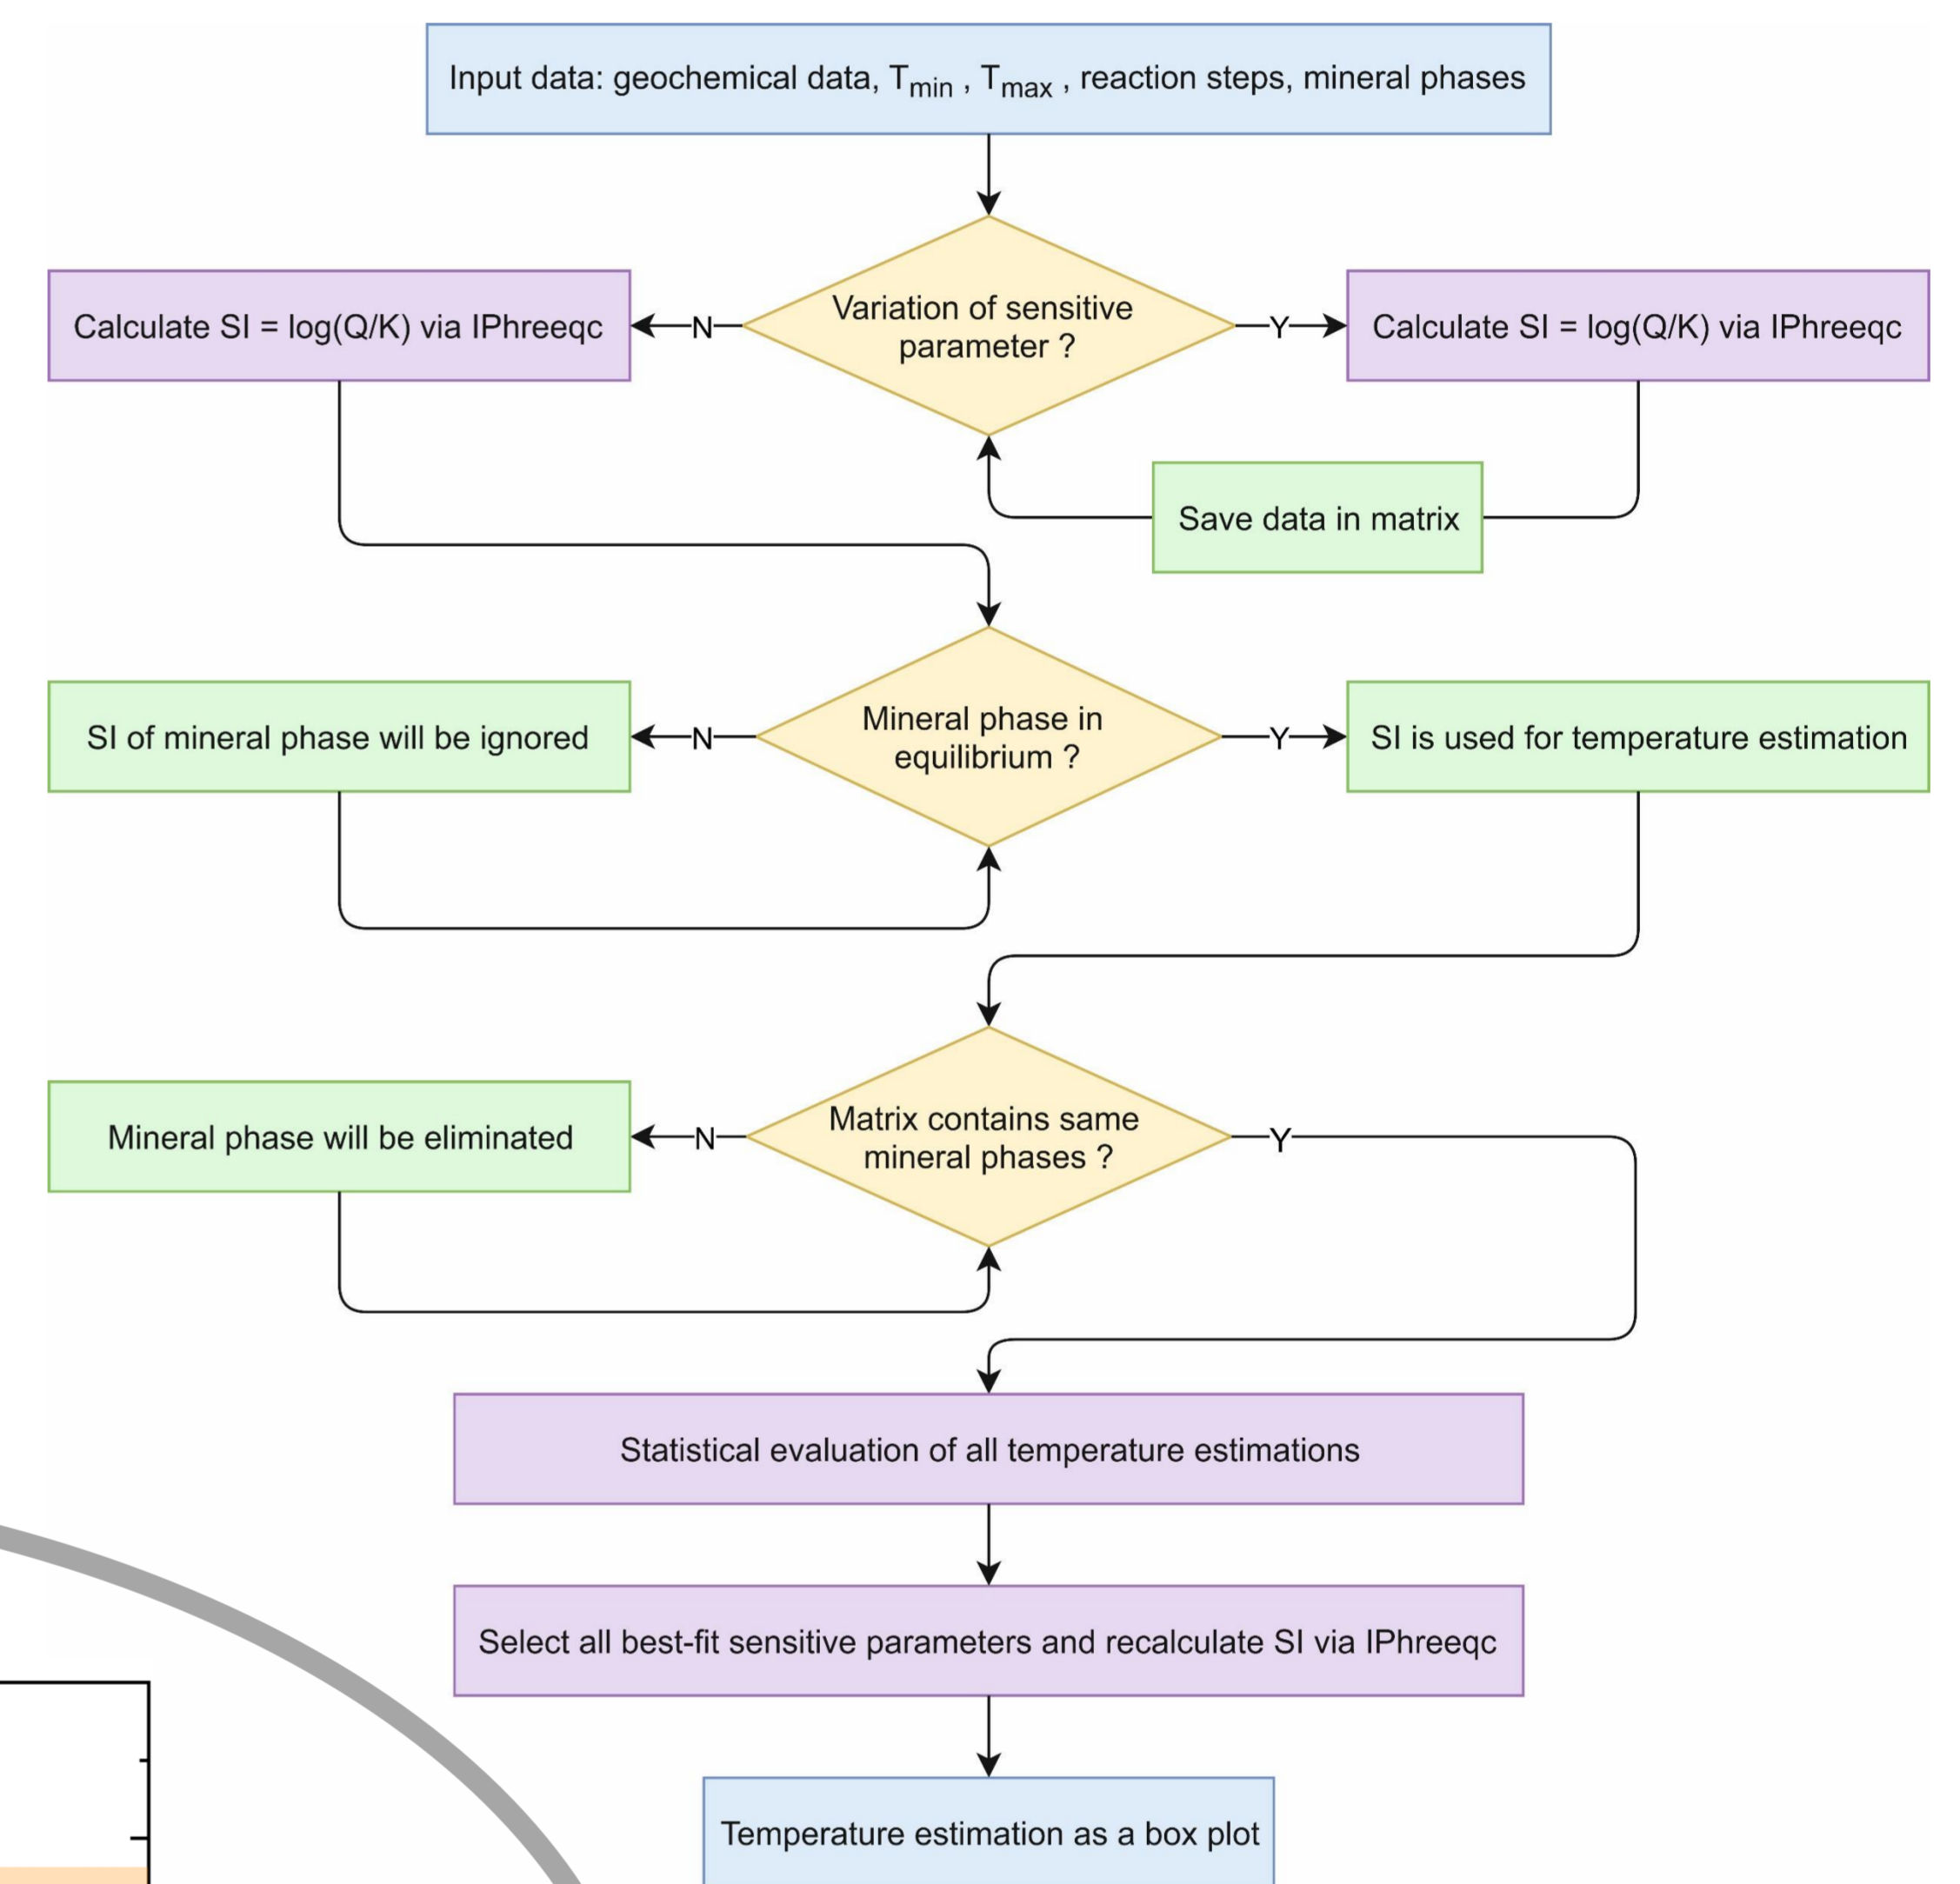 Input data: geochemical data, Tmin , Tmax , reaction steps, mineral phases
Variation of sensitive
parameter ?
N
Y
Calculate SI = log(Q/K) via IPhreeqc
Calculate SI = log(Q/K) via IPhreeqc
Save data in matrix
Mineral phase in
equilibrium ?
N
Y
SI of mineral phase will be ignored
SI is used for temperature estimation
Matrix contains same
mineral phases ?
N
Y
Mineral phase will be eliminated
Statistical evaluation of all temperature estimations
Select all best-fit sensitive parameters and recalculate SI via IPhreeqc
Temperature estimation as a box plot